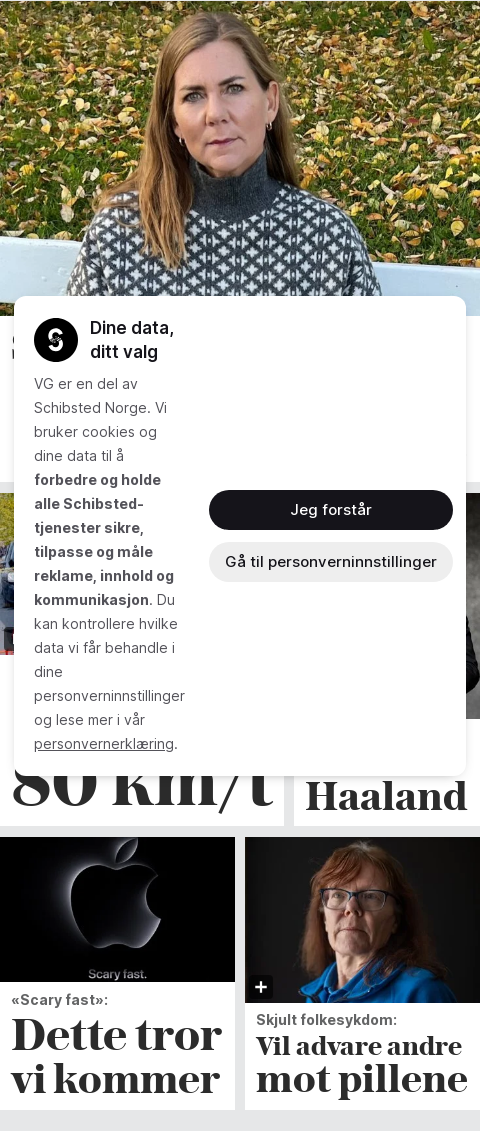 Dine data,
ditt valg
VG er en del av
Schibsted Norge. Vi
bruker cookies og
dine data til å
forbedre og holde
alle Schibsted-
tjenester sikre,
tilpasse og måle
reklame, innhold og
kommunikasjon. Du
kan kontrollere hvilke
data vi får behandle i
dine
personverninnstillinger
og lese mer i vår
personvernerklæring.
Jeg forstår
Gå til personverninnstillinger
80 km/t
Haaland
Scary fast.
«Scary fast»:
Dette tror
vi kommer
Skjult folkesykdom:
Vil advare andre
mot pillene